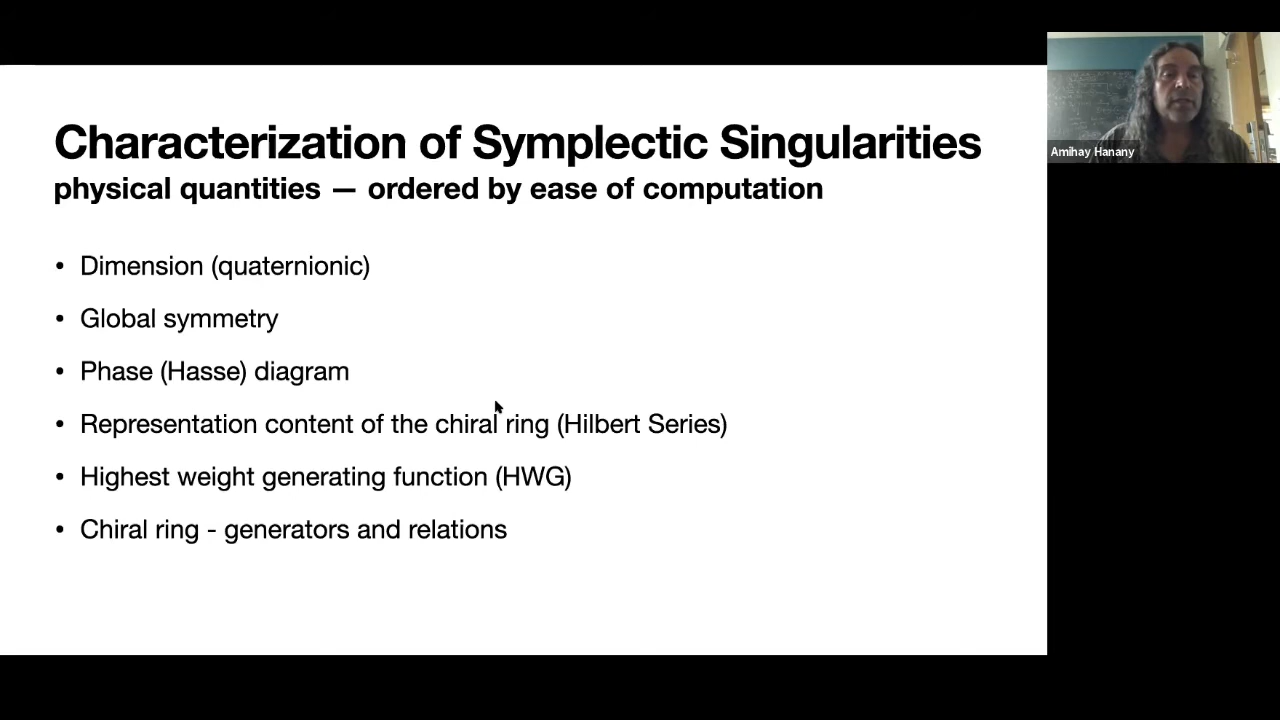 Characterization of Symplectic Singularities
physical quantities — ordered by ease of computation
• Dimension (quaternionic)
• Global symmetry
• Phase (Hasse) diagram
• Representation content of the chiral ring (Hilbert Series)
• Highest weight generating function (HWG)
• Chiral ring - generators and relations
Amihay Hanany